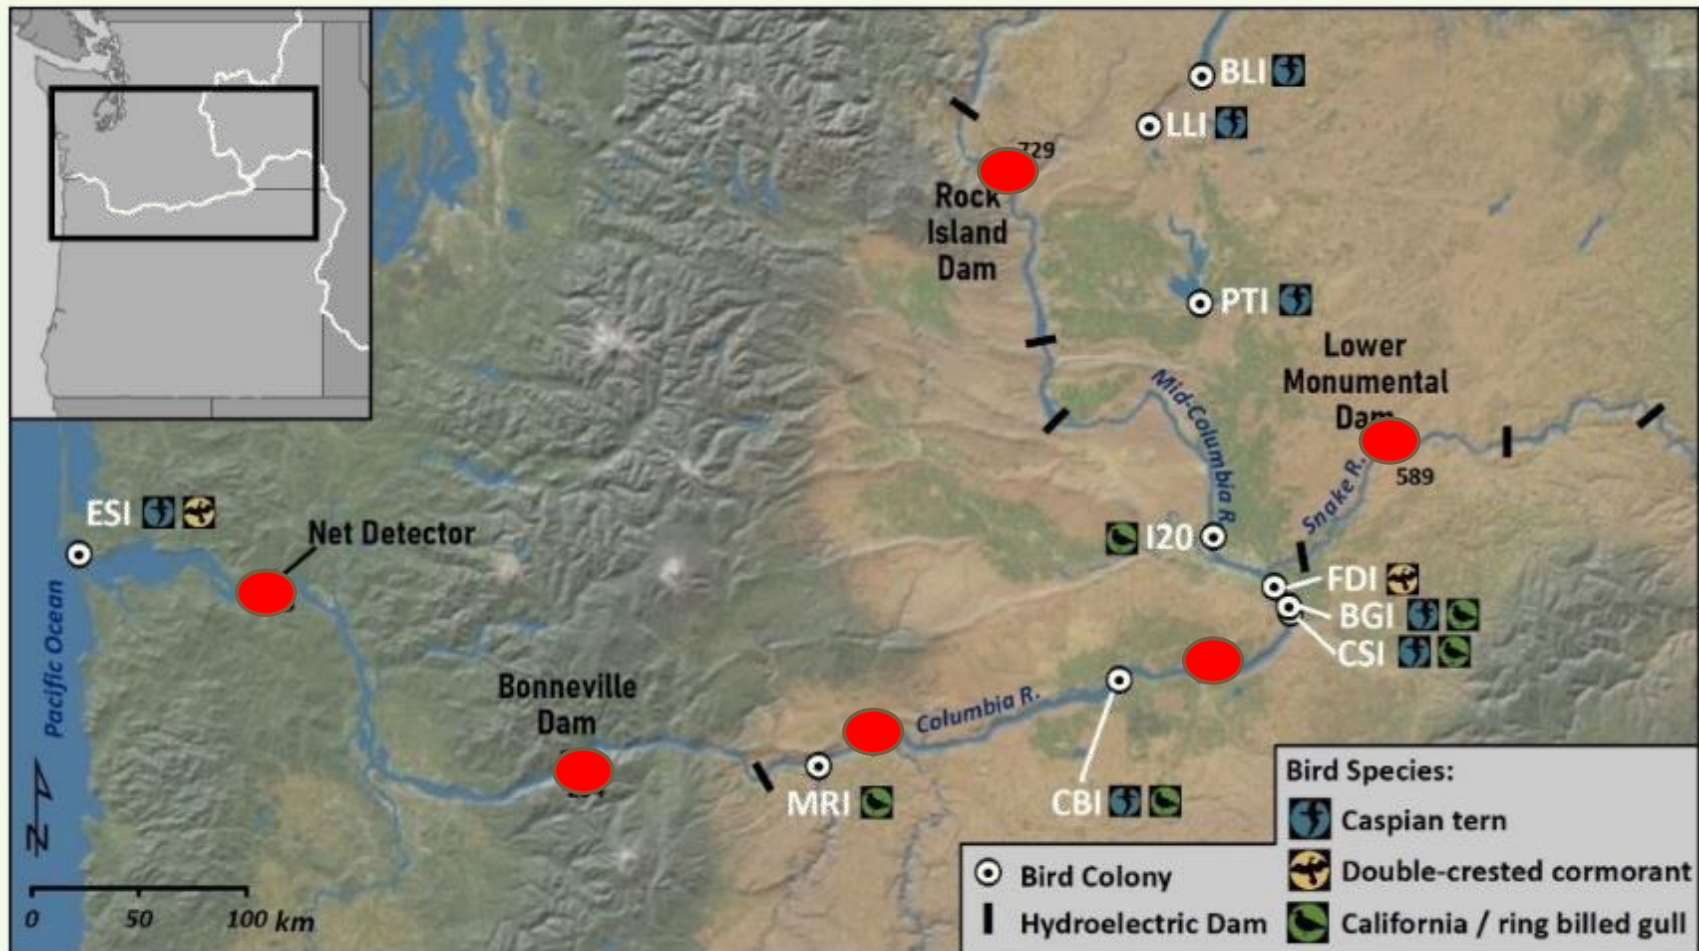 BLI
LLI
729
Rock
Island
Dam
PTI
Lower
Monumental
Dam
589
Mid-Columbia R.
Snake R.
ESI
Net Detector
I20
FDI
BGI
CSI
Pacific Ocean
Bonneville
Dam
Columbia R.
MRI
CBI
N
0 50 100 km
Bird Colony
Hydroelectric Dam
Bird Species:
Caspian tern
Double-crested cormorant
California / ring billed gull